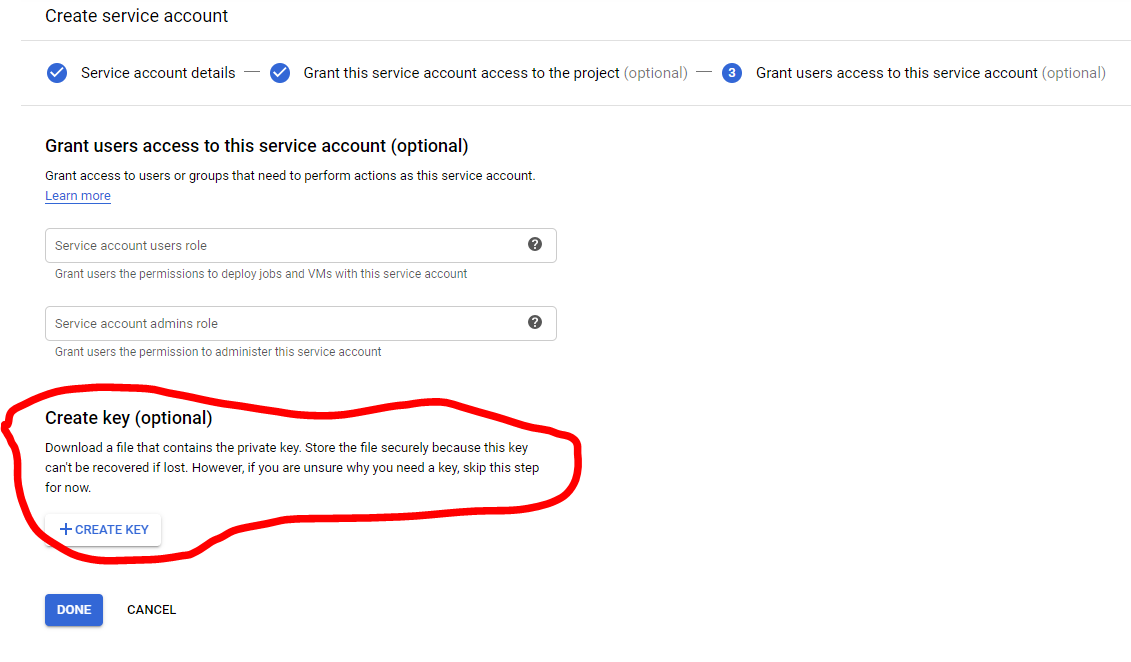 Create service account
Service account details — Grant this service account access to the project (optional) — 3 Grant users access to this service account (optional)
Grant users access to this service account (optional)
Grant access to users or groups that need to perform actions as this service account.
Learn more
Service account users role ?
Grant users the permissions to deploy jobs and VMs with this service account
Service account admins role ?
Grant users the permission to administer this service account
Create key (optional)
Download a file that contains the private key. Store the file securely because this key
can't be recovered if lost. However, if you are unsure why you need a key, skip this step
for now.
+ CREATE KEY
DONE CANCEL